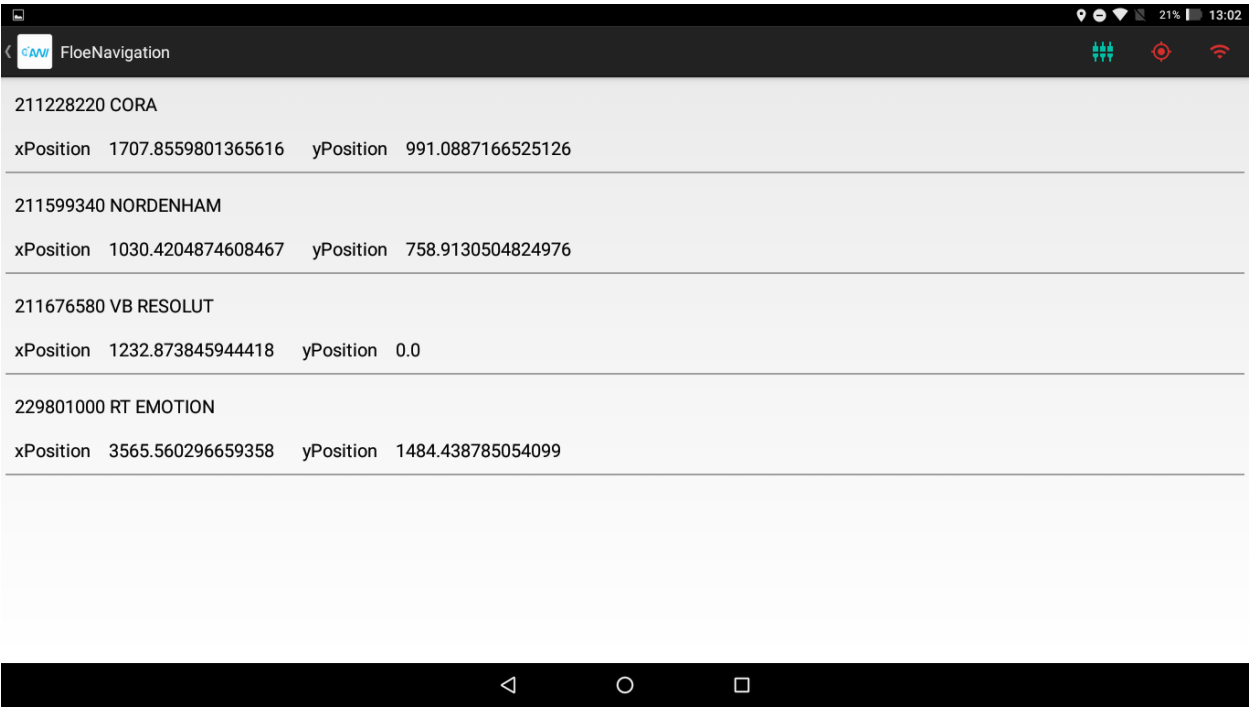 21% 13:02
AWI FloeNavigation
211228220 CORA
xPosition 1707.8559801365616 yPosition 991.0887166525126
211599340 NORDENHAM
xPosition 1030.4204874608467 yPosition 758.9130504824976
211676580 VB RESOLUT
xPosition 1232.873845944418 yPosition 0.0
229801000 RT EMOTION
xPosition 3565.560296659358 yPosition 1484.438785054099